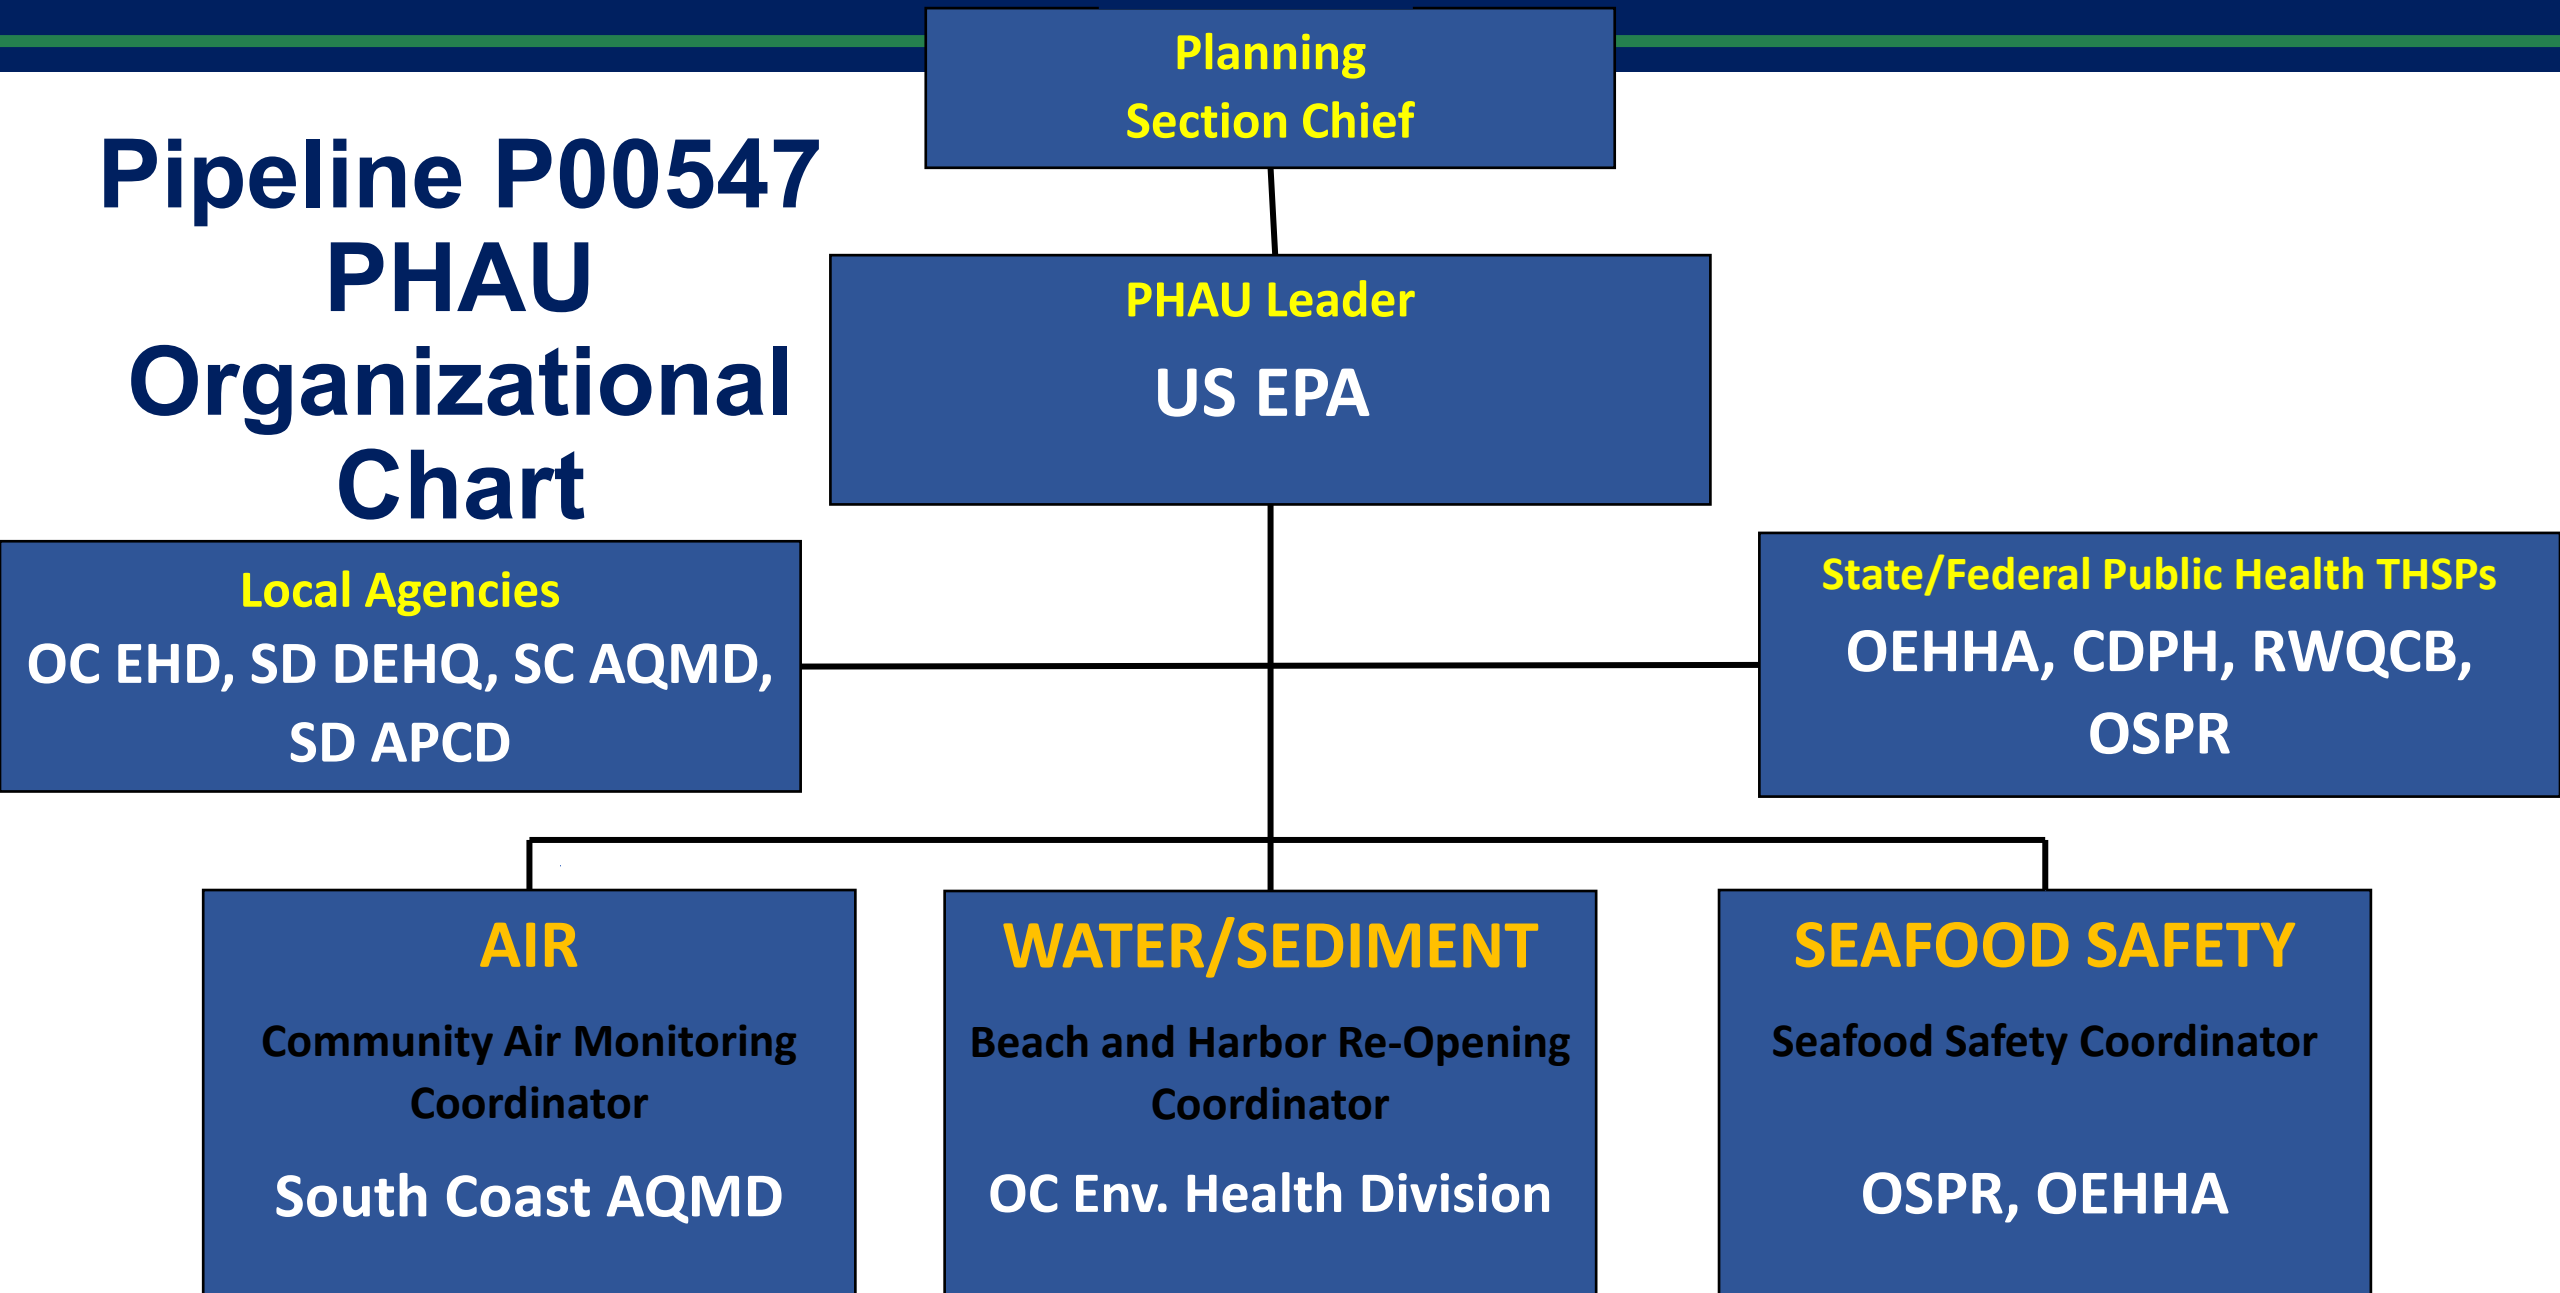 Planning
Section Chief
Pipeline P00547
PHAU
Organizational
Chart
PHAU Leader
US EPA
Local Agencies
OC EHD, SD DEHQ, SC AQMD,
SD APCD
State/Federal Public Health THSPs
OEHHA, CDPH, RWQCB,
OSPR
AIR
Community Air Monitoring
Coordinator
South Coast AQMD
WATER/SEDIMENT
Beach and Harbor Re-Opening
Coordinator
OC Env. Health Division
SEAFOOD SAFETY
Seafood Safety Coordinator
OSPR, OEHHA